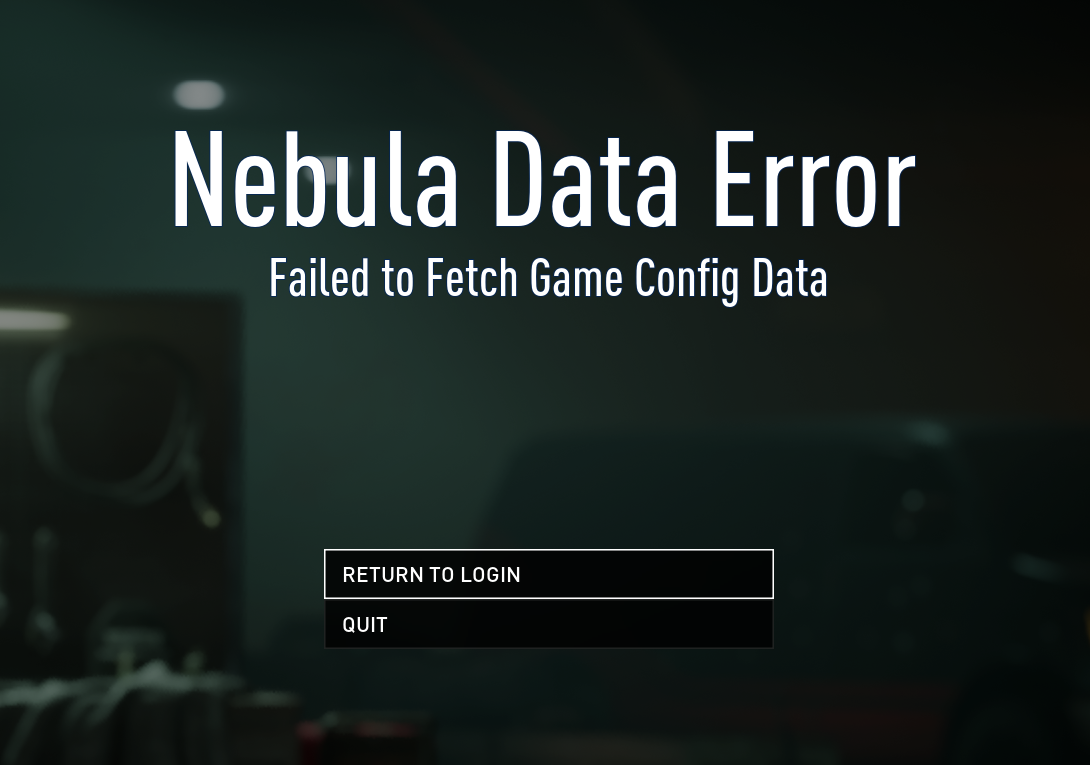 Nebula Data Error
Failed to Fetch Game Config Data
RETURN TO LOGIN
QUIT